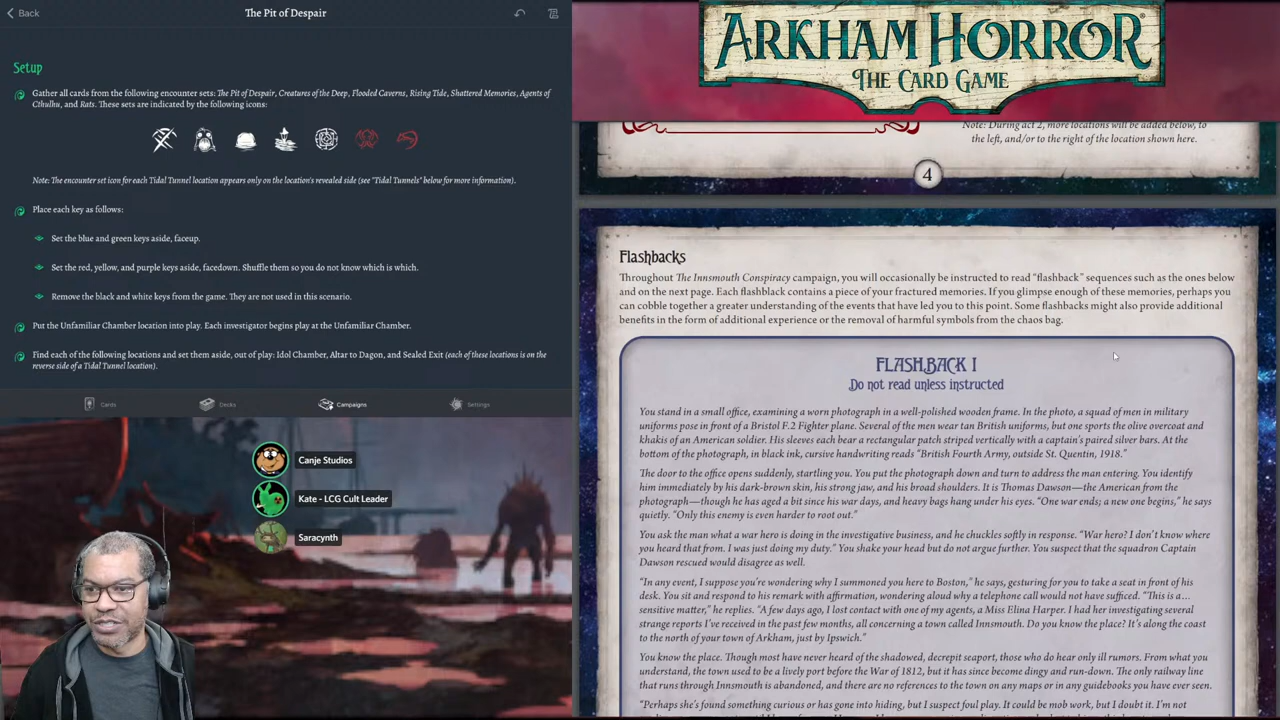 Back
The Pit of Despair
Setup
Gather all cards from the following encounter sets: The Pit of Despair, Creatures of the Deep, Flooded Caverns, Rising Tide, Shattered Memories, Agents of
Cthulhu, and Rats. These sets are indicated by the following icons:
Note: The encounter set icon for each Tidal Tunnel location appears only on the location's revealed side (see "Tidal Tunnels" below for more information).
Place each key as follows:
Set the blue and green keys aside, faceup.
Set the red, yellow, and purple keys aside, facedown. Shuffle them so you do not know which is which.
Remove the black and white keys from the game. They are not used in this scenario.
Put the Unfamiliar Chamber location into play. Each investigator begins play at the Unfamiliar Chamber.
Find each of the following locations and set them aside, out of play: Idol Chamber, Altar to Dagon, and Sealed Exit (each of these locations is on the
reverse side of a Tidal Tunnel location).
Cards
Decks
Campaigns
Settings
Canje Studios
Kate - LCG Cult Leader
Saracynth
ARKHAM HORROR
THE CARD GAME
Note: During act 2, more locations will be added below, to
the left, and/or to the right of the location shown here.
4
Flashbacks
Throughout The Innsmouth Conspiracy campaign, you will occasionally be instructed to read "flashback" sequences such as the ones below
and on the next page. Each flashblack contains a piece of your fractured memories. If you glimpse enough of these memories, perhaps you
can cobble together a greater understanding of the events that have led you to this point. Some flashbacks might also provide additional
benefits in the form of additional experience or the removal of harmful symbols from the chaos bag.
FLASHBACK I
Do not read unless instructed
You stand in a small office, examining a worn photograph in a well-polished wooden frame. In the photo, a squad of men in military
uniforms pose in front of a Bristol F.2 Fighter plane. Several of the men wear tan British uniforms, but one sports the olive overcoat and
khakis of an American soldier. His sleeves each bear a rectangular patch striped vertically with a captain's paired silver bars. At the
bottom of the photograph, in black ink, cursive handwriting reads "British Fourth Army, outside St. Quentin, 1918."
The door to the office opens suddenly, startling you. You put the photograph down and turn to address the man entering. You identify
him immediately by his dark-brown skin, his strong jaw, and his broad shoulders. It is Thomas Dawson—the American from the
photograph—though he has aged a bit since his war days, and heavy bags hang under his eyes. "One war ends; a new one begins," he says
quietly. "Only this enemy is even harder to root out."
You ask the man what a war hero is doing in the investigative business, and he chuckles softly in response. "War hero? I don't know where
you heard that from. I was just doing my duty." You shake your head but do not argue further. You suspect that the squadron Captain
Dawson rescued would disagree as well.
"In any event, I suppose you're wondering why I summoned you here to Boston," he says, gesturing for you to take a seat in front of his
desk. You sit and respond to his remark with affirmation, wondering aloud why a telephone call would not have sufficed. "This is a…
sensitive matter," he replies. "A few days ago, I lost contact with one of my agents, a Miss Elina Harper. I had her investigating several
strange reports I've received in the past few months, all concerning a town called Innsmouth. Do you know the place? It's along the coast
to the north of your town of Arkham, just by Ipswich."
You know the place. Though most have never heard of the shadowed, decrepit seaport, those who do hear only ill rumors. From what you
understand, the town used to be a lively port before the War of 1812, but it has since become dingy and run-down. The only railway line
that runs through Innsmouth is abandoned, and there are no references to the town on any maps or in any guidebooks you have ever seen.
"Perhaps she's found something curious or has gone into hiding, but I suspect foul play. It could be mob work, but I doubt it. I'm not